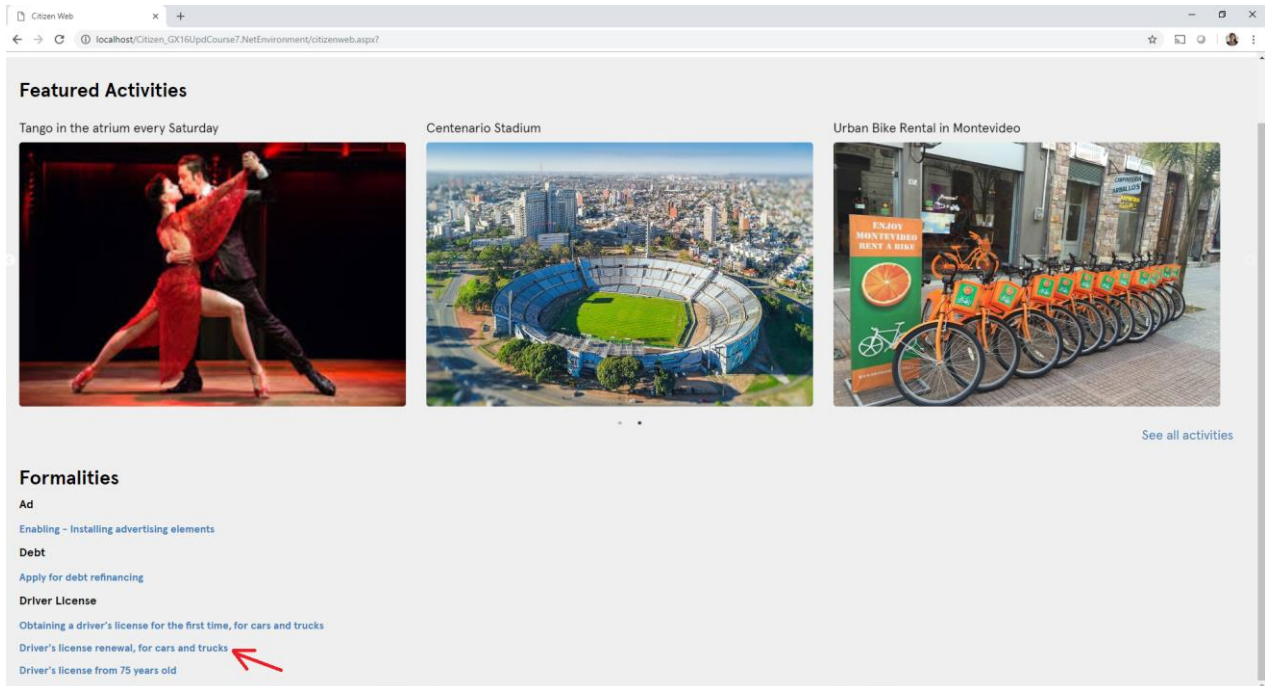 Citizen Web
localhost/Citizen_GX16UpdCourse7.NetEnvironment/citizenweb.aspx?
Featured Activities
Tango in the atrium every Saturday
Centenario Stadium
Urban Bike Rental in Montevideo
ENJOY
MONTEVIDEO
RENT A BIKE
See all activities
Formalities
Ad
Enabling - Installing advertising elements
Debt
Apply for debt refinancing
Driver License
Obtaining a driver's license for the first time, for cars and trucks
Driver's license renewal, for cars and trucks
Driver's license from 75 years old